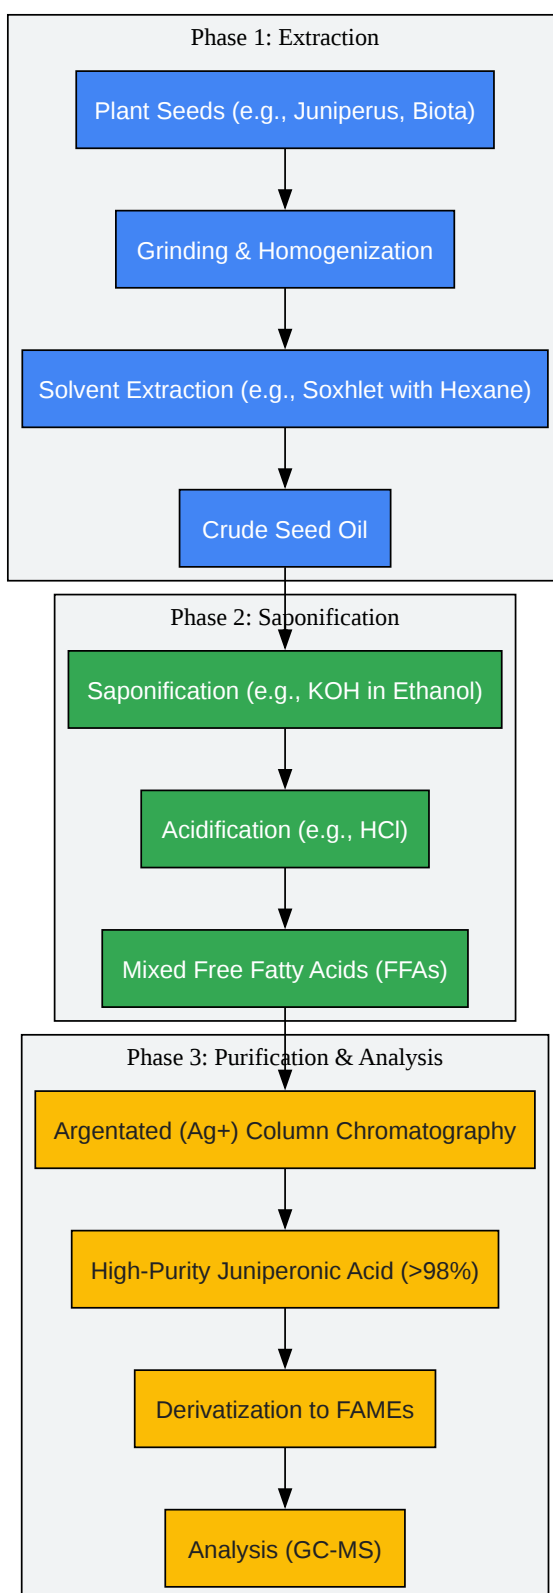 Phase 1: Extraction
Plant Seeds (e.g., Juniperus, Biota)
Grinding & Homogenization
Solvent Extraction (e.g., Soxhlet with Hexane)
Crude Seed Oil
Phase 2: Saponification
Saponification (e.g., KOH in Ethanol)
Acidification (e.g., HCl)
Mixed Free Fatty Acids (FFAs)
Phase 3: Purification & Analysis
Argentated (Ag+) Column Chromatography
High-Purity Juniperonic Acid (>98%)
Derivatization to FAMEs
Analysis (GC-MS)